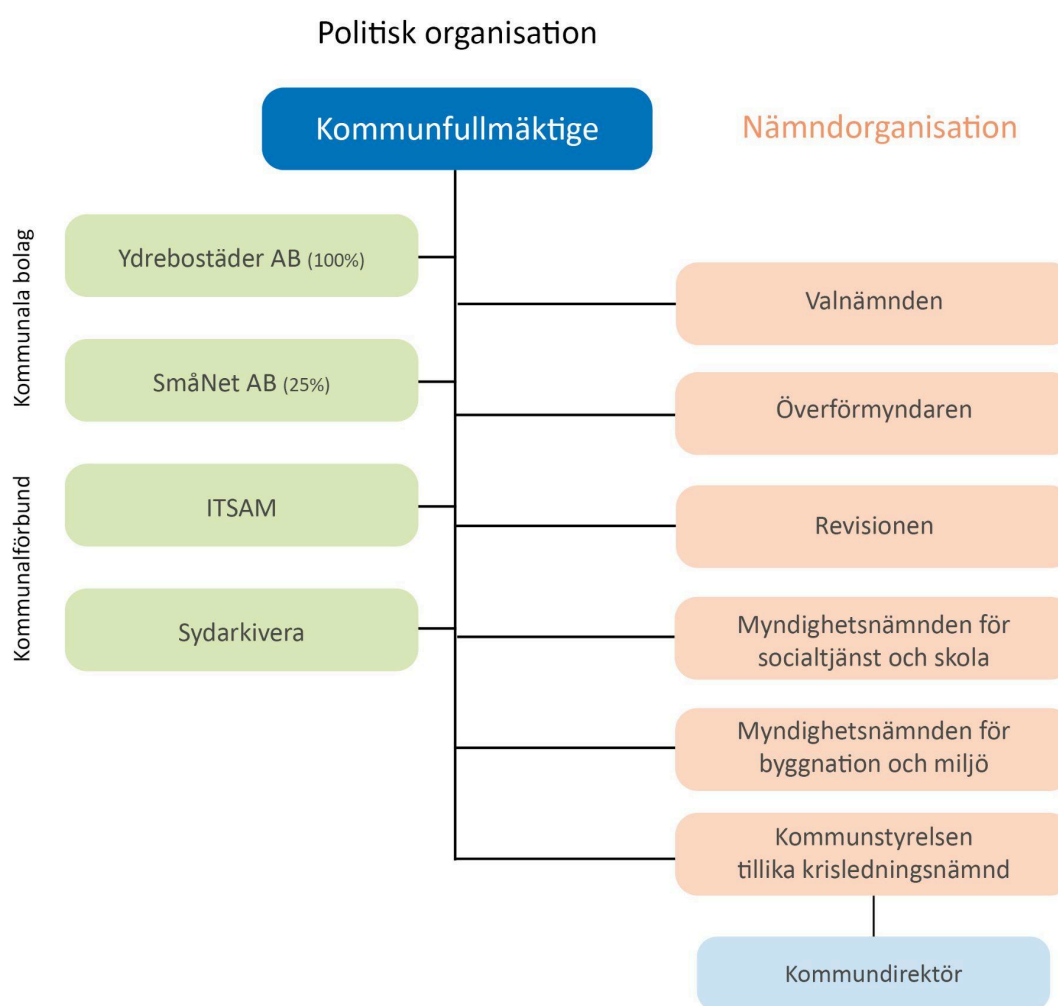 Politisk organisation
Kommunfullmäktige
Nämndorganisation
Kommunala bolag
Ydrebostäder AB (100%)
SmåNet AB (25%)
Kommunalförbund
ITSAM
Sydarkivera
Valnämnden
Överförmyndaren
Revisionen
Myndighetsnämnden för
socialtjänst och skola
Myndighetsnämnden för
byggnation och miljö
Kommunstyrelsen
tillika krisledningsnämnd
Kommundirektör